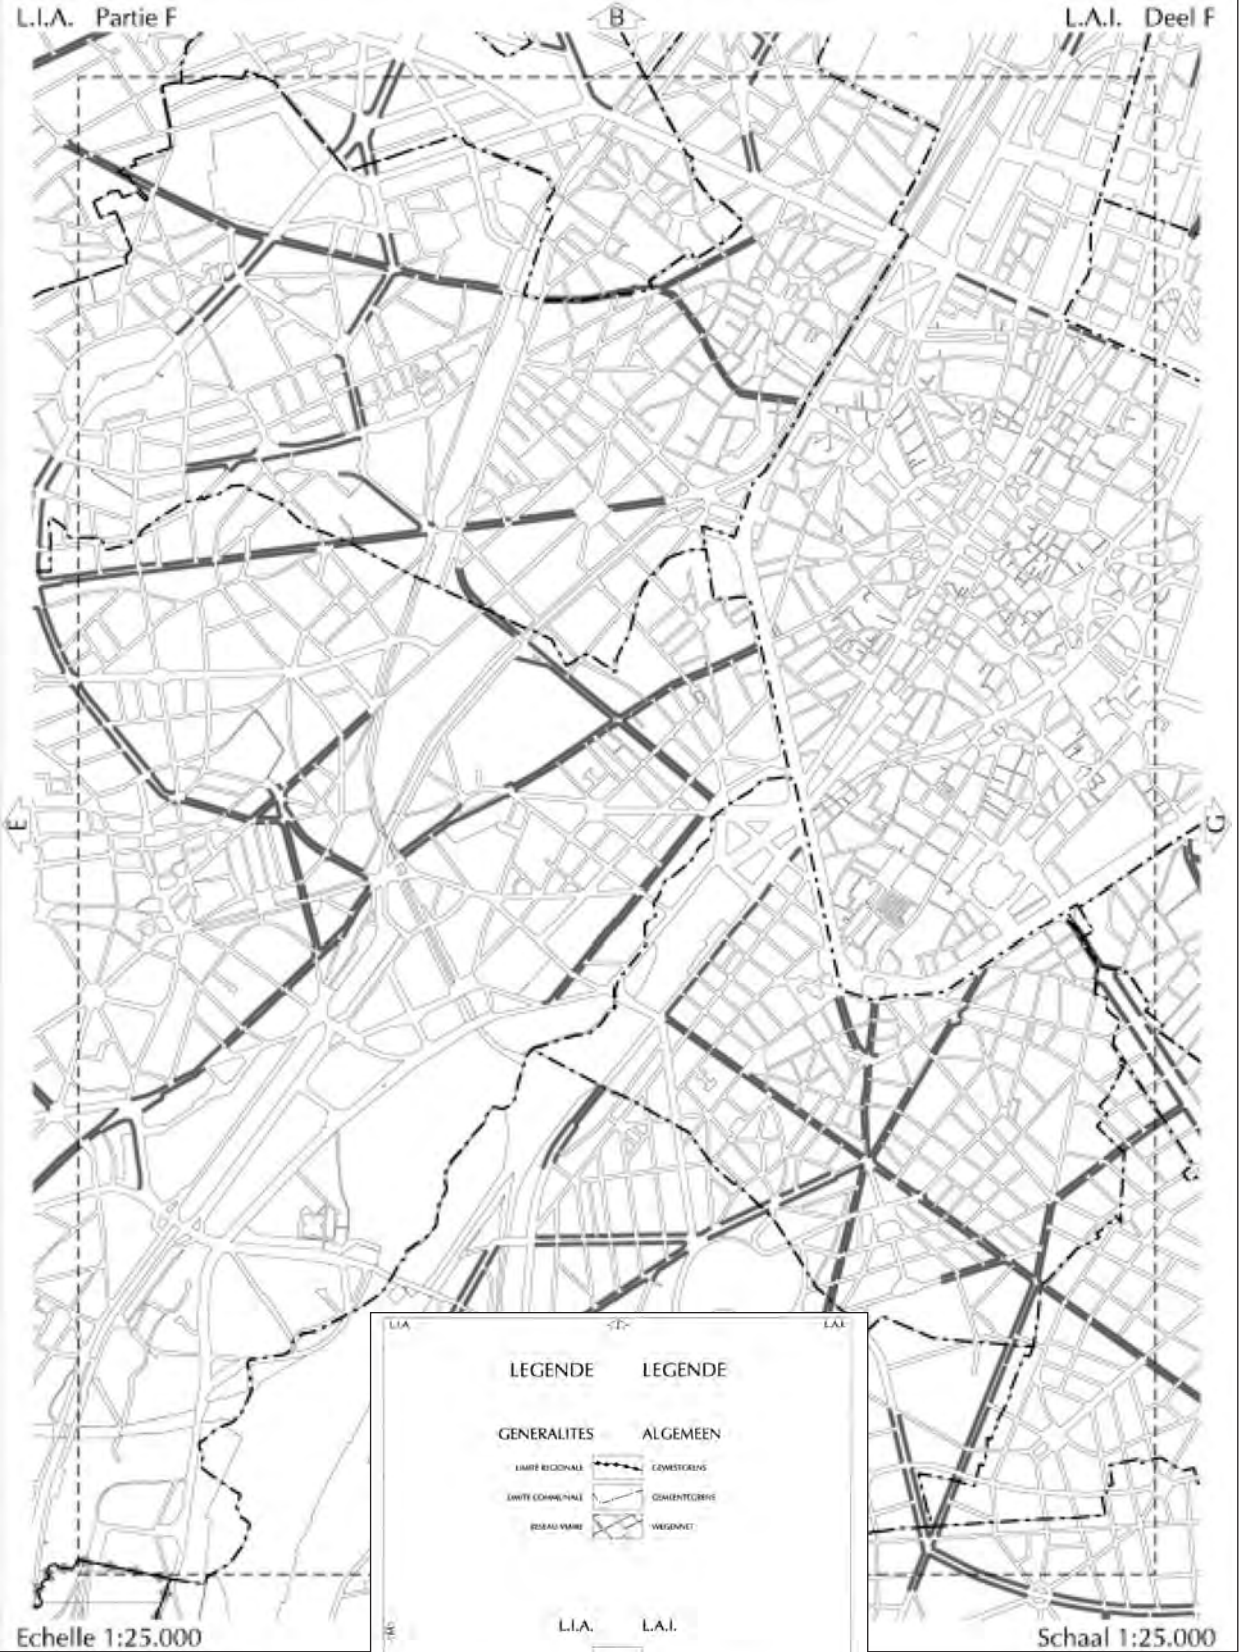 L.I.A. Partie F
B
L.A.I. Deel F
E
G
L.I.A. L.A.I.
LEGENDE LEGENDE
GENERALITES ALGEMEEN
LIMITE REGIONALE GEWESTGRENS
LIMITE COMMUNALE GEMEENTEGRENS
RESEAU VIAIRE WEGENNET
L.I.A. L.A.I.
Echelle 1:25.000
Schaal 1:25.000